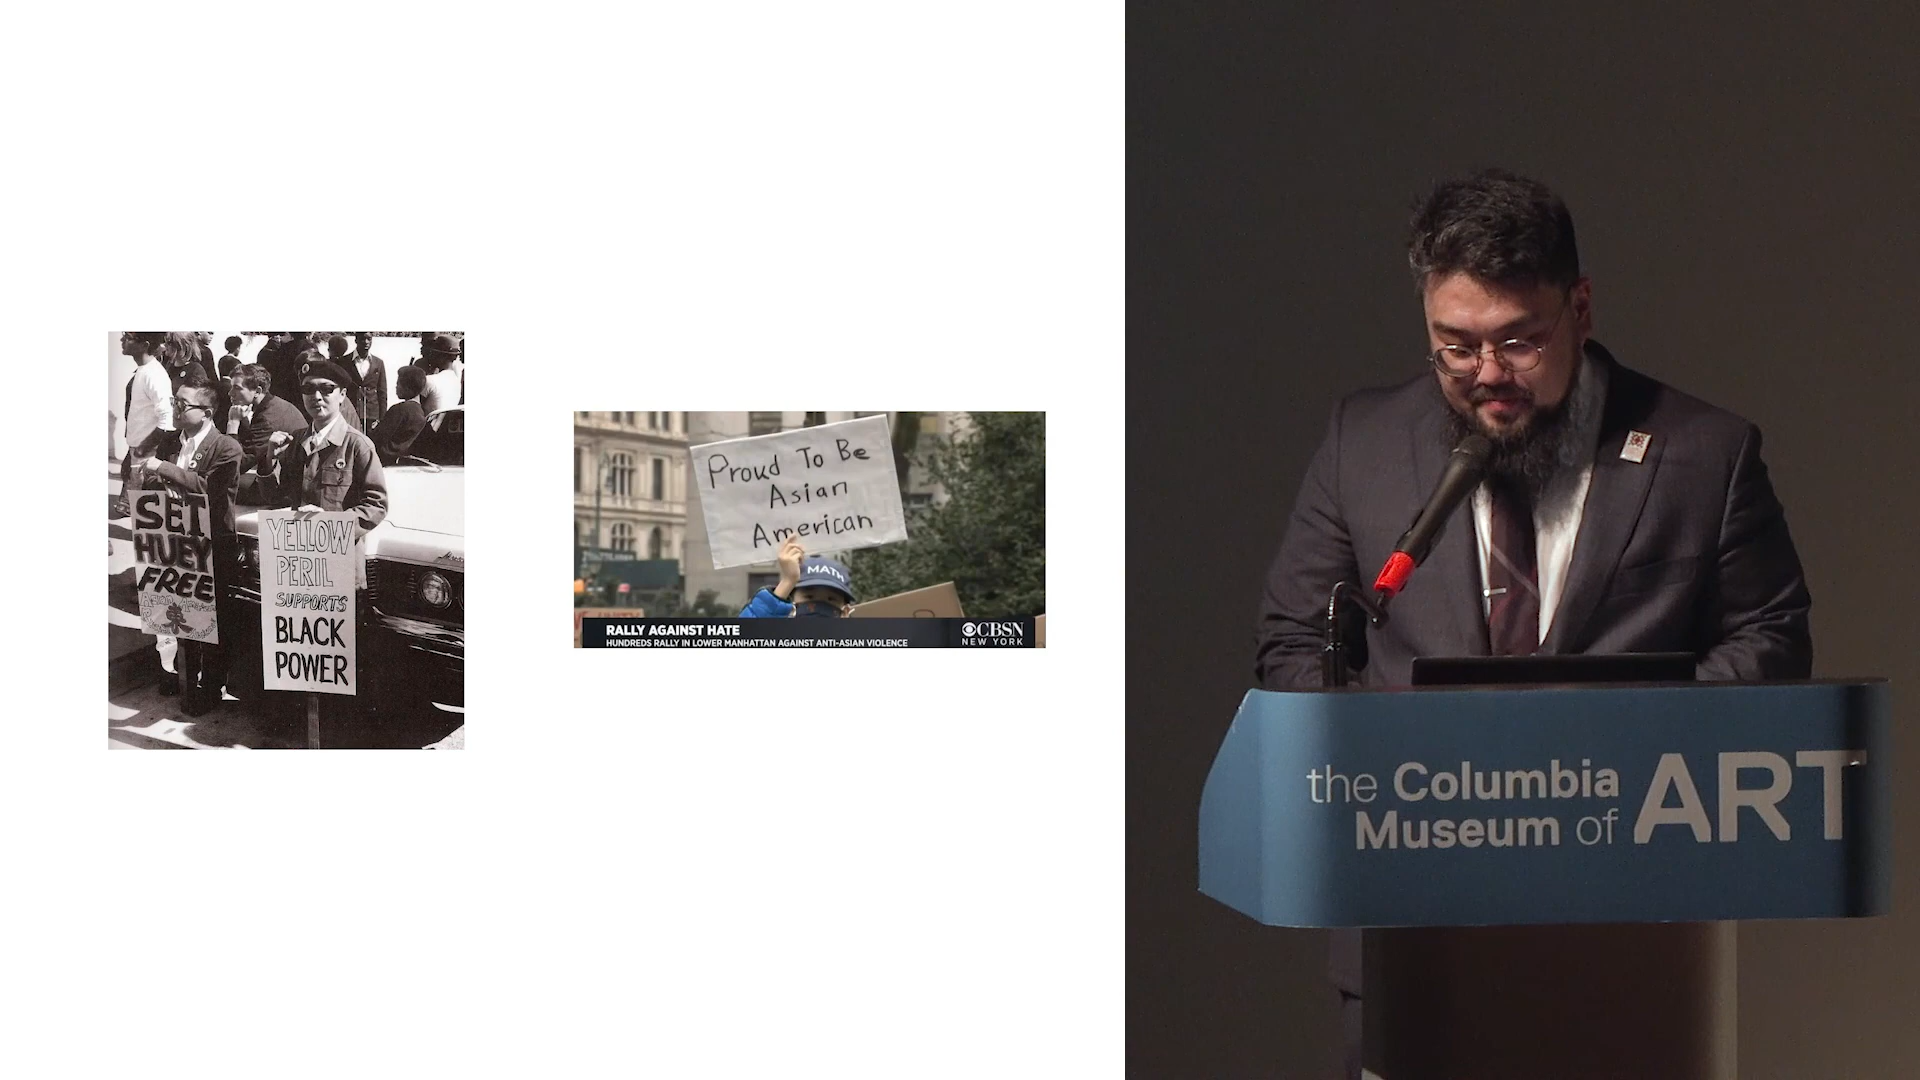 SET
HUEY
FREE
YELLOW
PERIL
SUPPORTS
BLACK
POWER
Proud To Be
Asian
American
MATH
RALLY AGAINST HATE
HUNDREDS RALLY IN LOWER MANHATTAN AGAINST ANTI-ASIAN VIOLENCE
CBSN
NEW YORK
the Columbia
Museum of ART